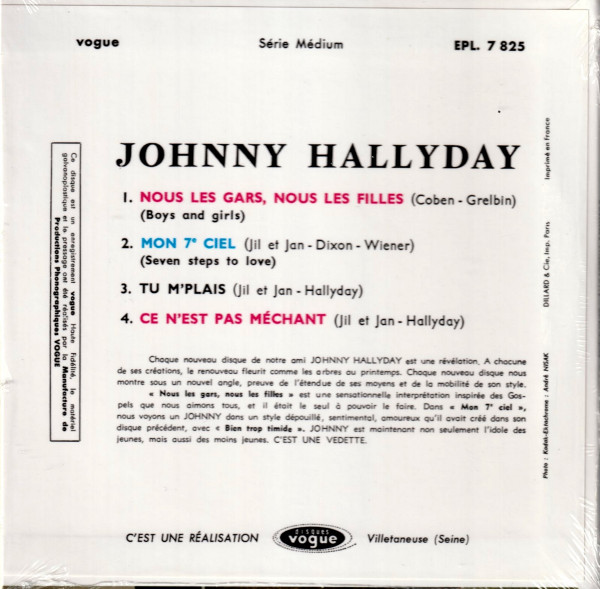 vogue Série Médium EPL. 7 825
JOHNNY HALLYDAY
1. NOUS LES GARS, NOUS LES FILLES (Coben - Grelbin)
(Boys and girls)
2. MON 7e CIEL (Jil et Jan - Dixon - Wiener)
(Seven steps to love)
3. TU M'PLAIS (Jil et Jan - Hallyday)
4. CE N'EST PAS MÉCHANT (Jil et Jan - Hallyday)
Chaque nouveau disque de notre ami JOHNNY HALLYDAY est une révélation. A chacune
de ses créations, le renouveau fleurit comme les arbres au printemps. Chaque nouveau disque nous
montre sous un nouvel angle, preuve de l'étendue de ses moyens et de la mobilité de son style.
« Nous les gars, nous les filles » est une sensationnelle interprétation inspirée des Gos-
pels que nous aimons tous, et il était le seul à pouvoir le faire. Dans « Mon 7e ciel »,
nous voyons un JOHNNY dans un style dépouillé, sentimental, amoureux qu'il avait créé dans son
disque précédent, avec « Bien trop timide ». JOHNNY est maintenant non seulement l'idole des
jeunes, mais aussi des moins jeunes. C'EST UNE VEDETTE.
Ce disque est un enregistrement vogue Haute Fidélité, le matériel
galvanoplastique et le pressage ont été réalisés par la Manufacture de
Productions Phonographiques VOGUE
Photo : Kodak-Ektachrome : André NISAK DILLARD & Cie, Imp. Paris Imprimé en France
C'EST UNE RÉALISATION disques vogue Villetaneuse (Seine)